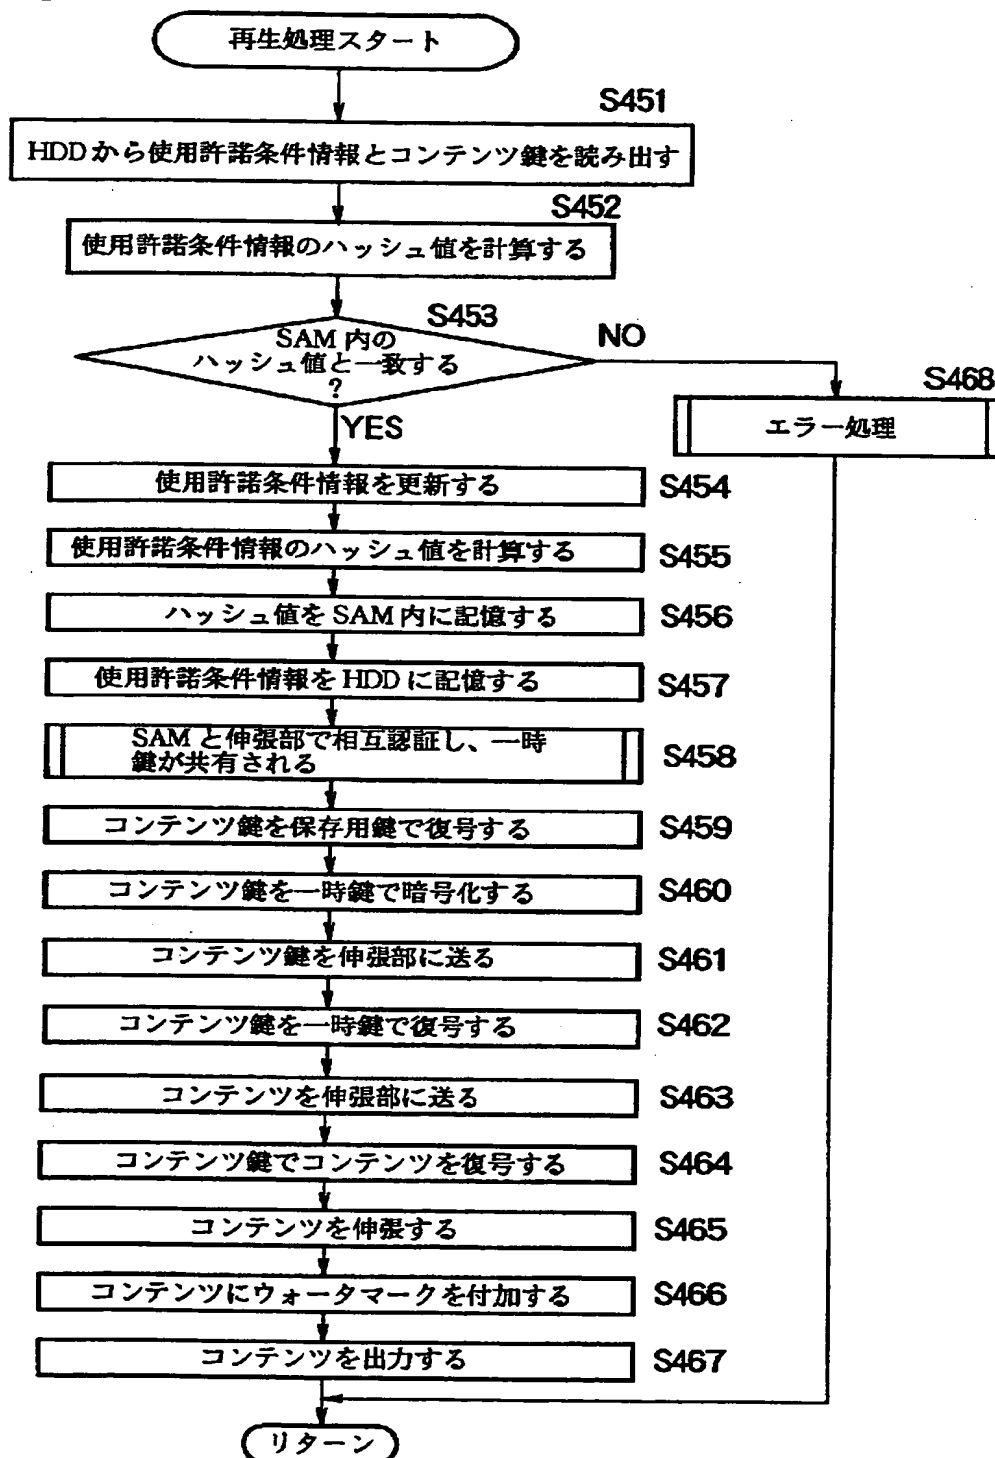 再生処理スタート
S451
HDDから使用許諾条件情報とコンテンツ鍵を読み出す
S452
使用許諾条件情報のハッシュ値を計算する
S453
SAM内の
ハッシュ値と一致する
?
NO
YES
S468
エラー処理
使用許諾条件情報を更新する
S454
使用許諾条件情報のハッシュ値を計算する
S455
ハッシュ値をSAM内に記憶する
S456
使用許諾条件情報をHDDに記憶する
S457
SAMと伸張部で相互認証し、一時
鍵が共有される
S458
コンテンツ鍵を保存用鍵で復号する
S459
コンテンツ鍵を一時鍵で暗号化する
S460
コンテンツ鍵を伸張部に送る
S461
コンテンツ鍵を一時鍵で復号する
S462
コンテンツを伸張部に送る
S463
コンテンツ鍵でコンテンツを復号する
S464
コンテンツを伸張する
S465
コンテンツにウォータマークを付加する
S466
コンテンツを出力する
S467
リターン